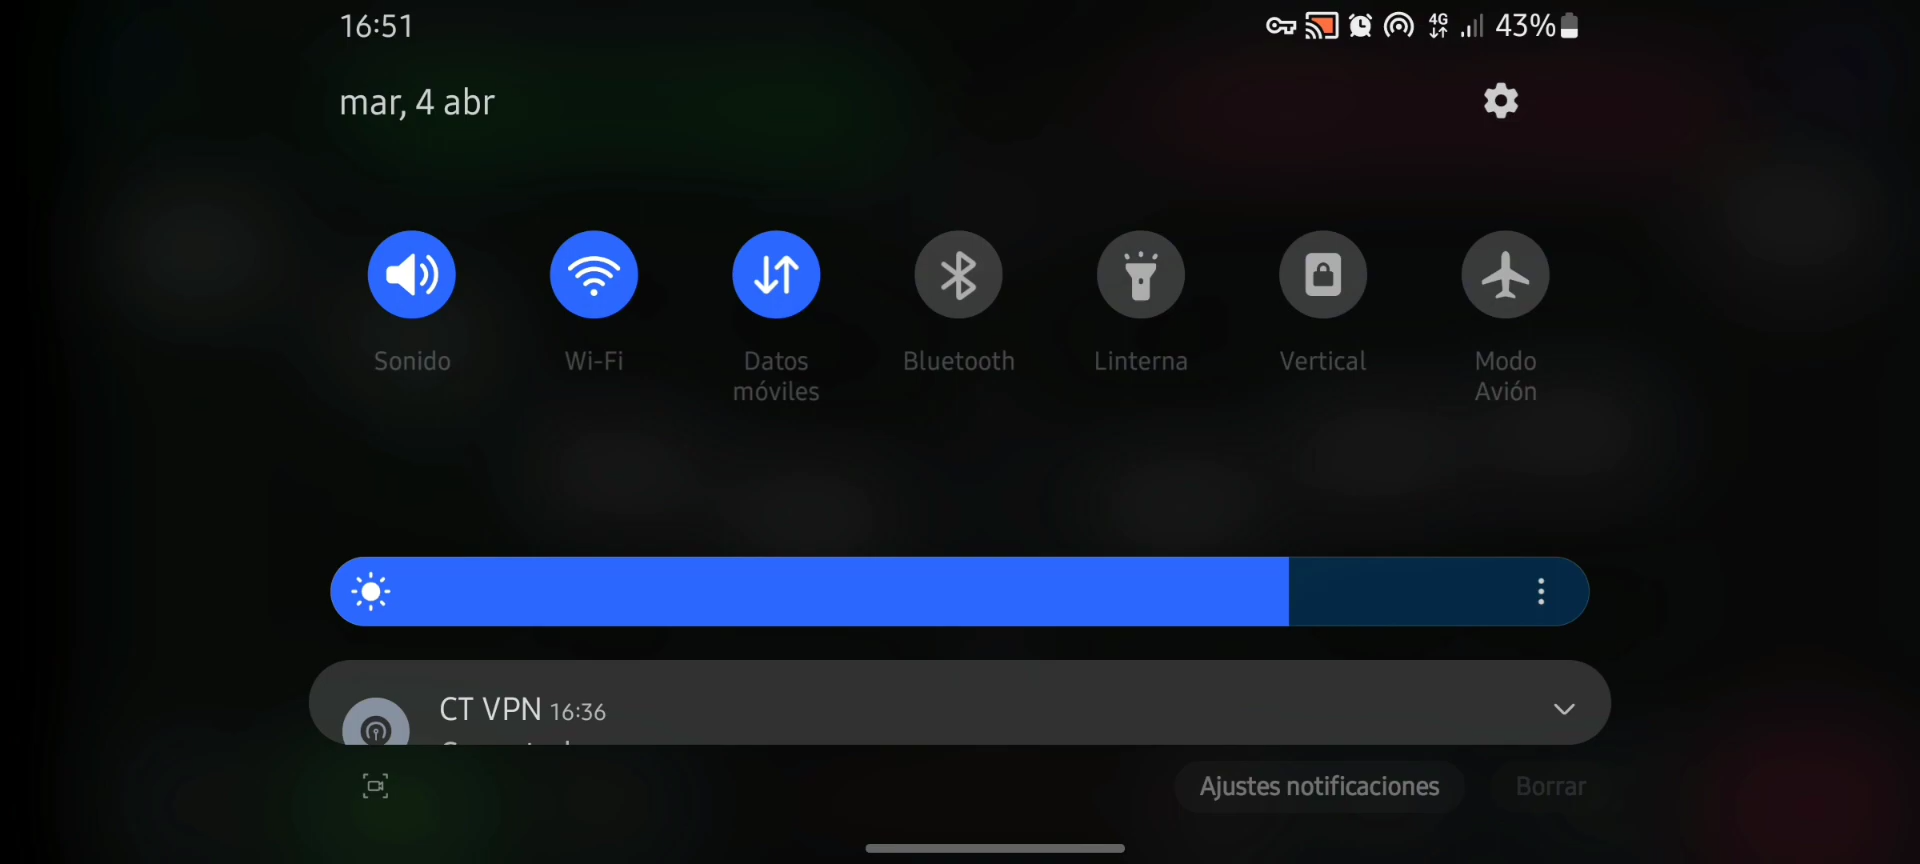 16:51
4G
43%
mar, 4 abr
Sonido
Wi-Fi
Datos
móviles
Bluetooth
Linterna
Vertical
Modo
Avión
CT VPN 16:36
Ajustes notificaciones
Borrar